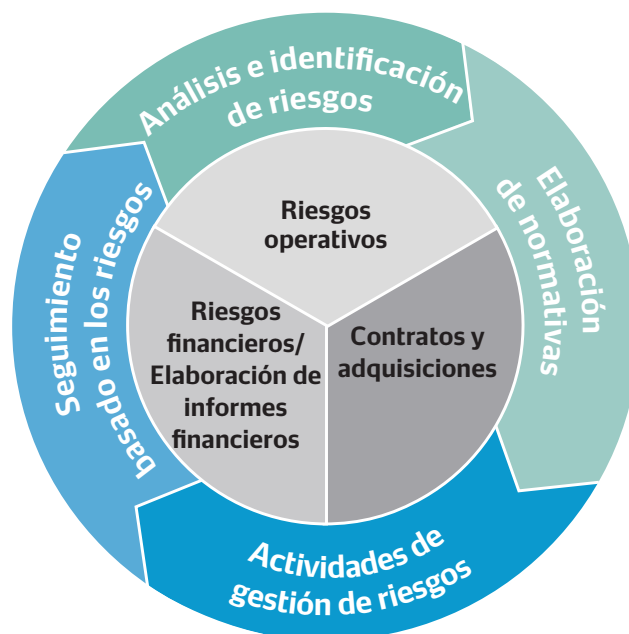 Análisis e identificación
de riesgos
Elaboración
de normativas
Actividades de
gestión de riesgos
Seguimiento
basado en los riesgos
Riesgos
operativos
Contratos y
adquisiciones
Riesgos
financieros/
Elaboración de
informes
financieros